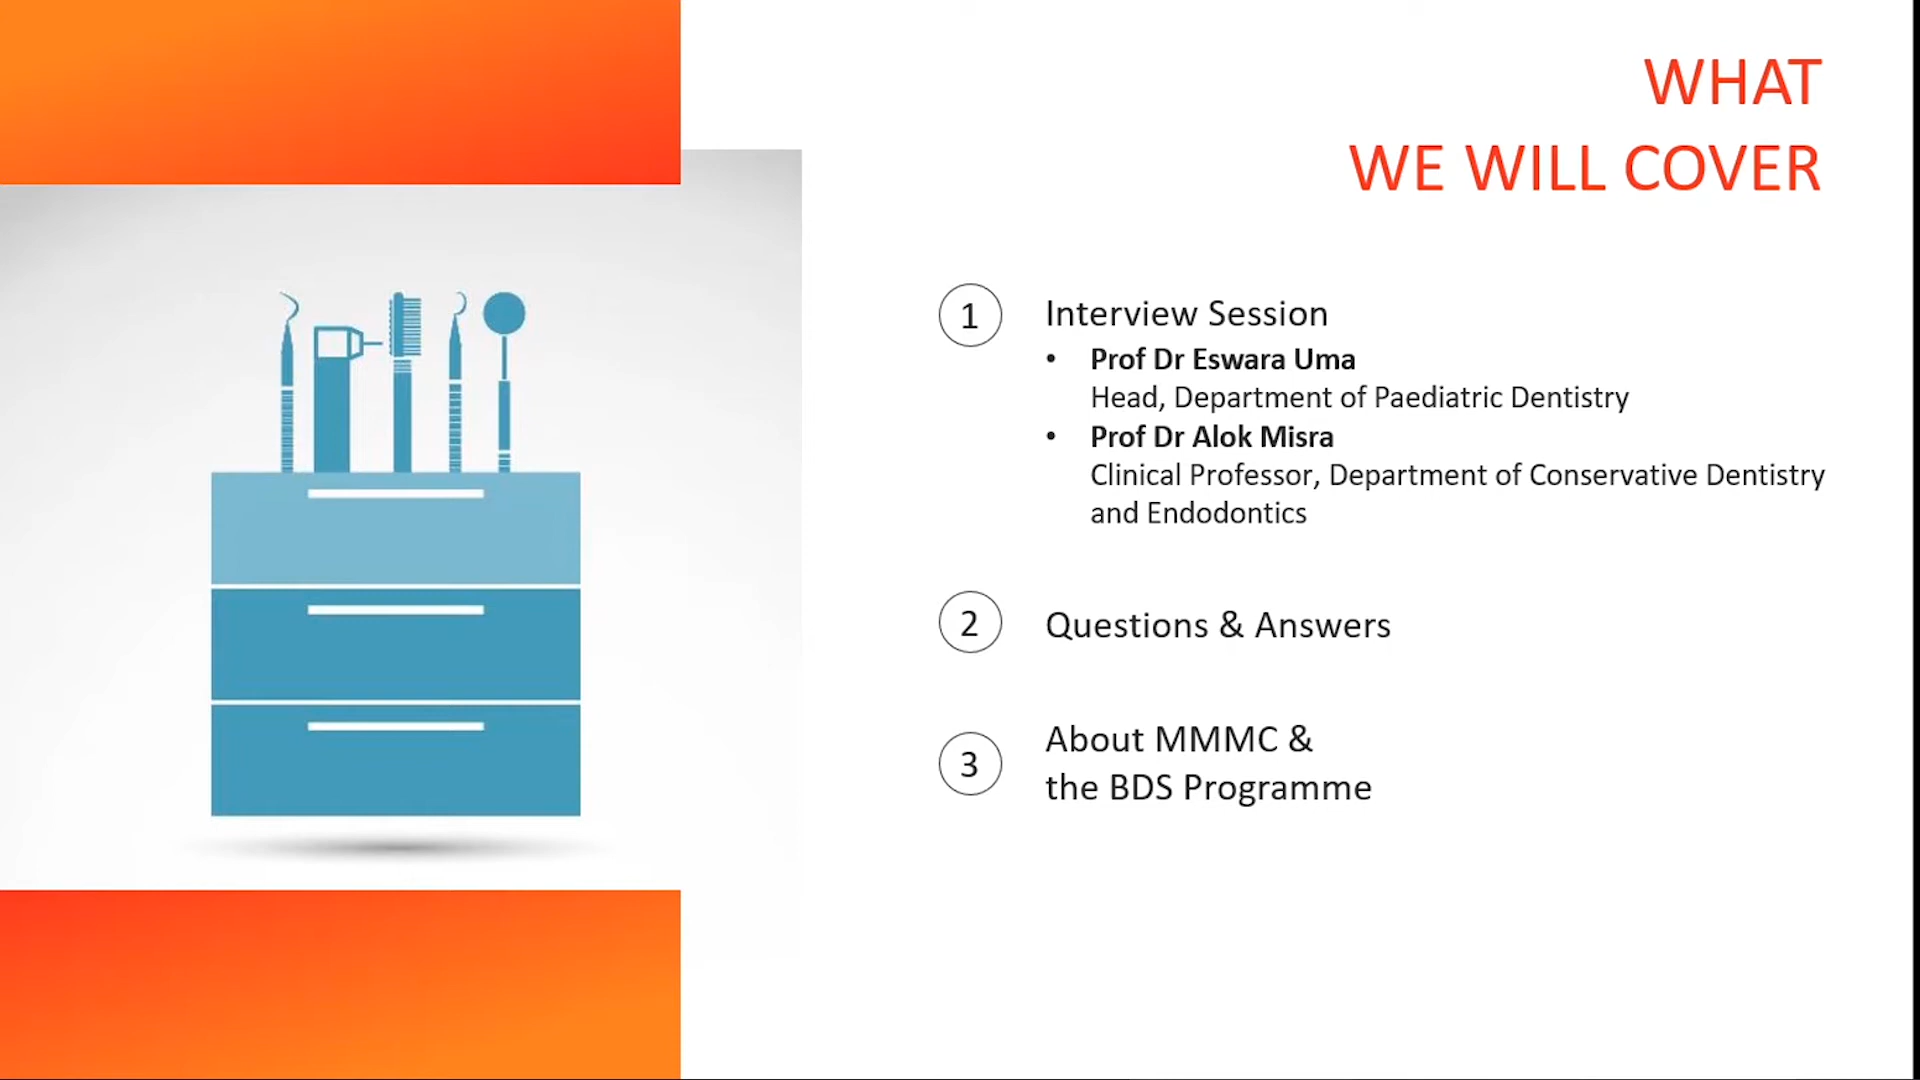 WHAT
WE WILL COVER
1 Interview Session
• Prof Dr Eswara Uma
Head, Department of Paediatric Dentistry
• Prof Dr Alok Misra
Clinical Professor, Department of Conservative Dentistry
and Endodontics
2 Questions & Answers
3 About MMMC &
the BDS Programme